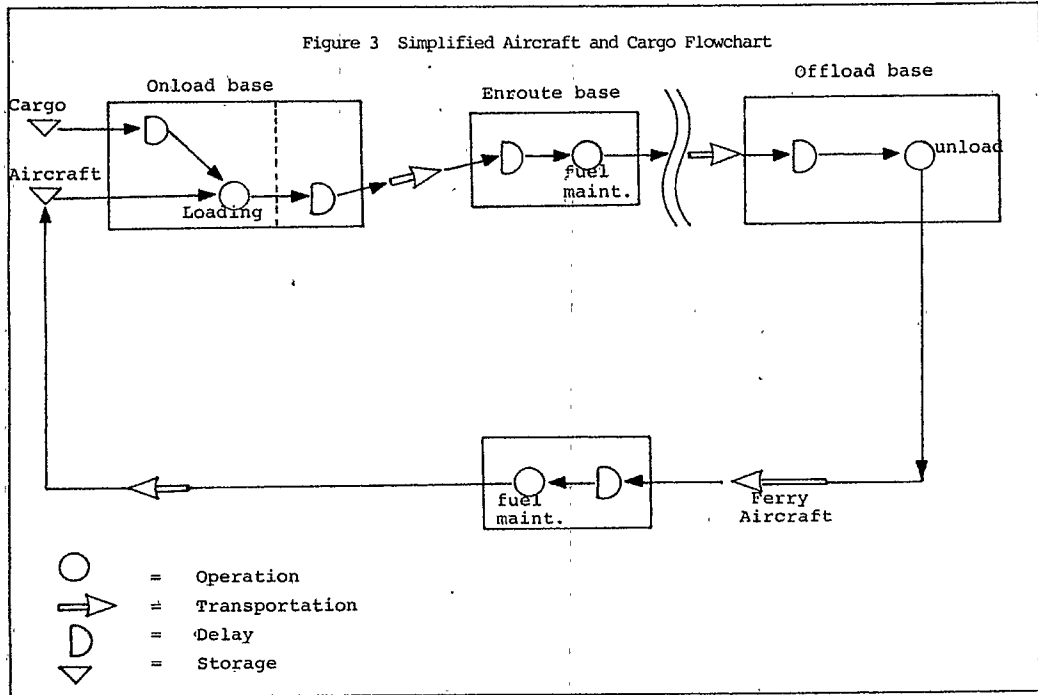 Figure 3 Simplified Aircraft and Cargo Flowchart
Onload base
Enroute base
Offload base
Cargo
Aircraft
Loading
fuel
maint.
unload
fuel
maint.
Ferry
Aircraft
= Operation
= Transportation
= Delay
= Storage